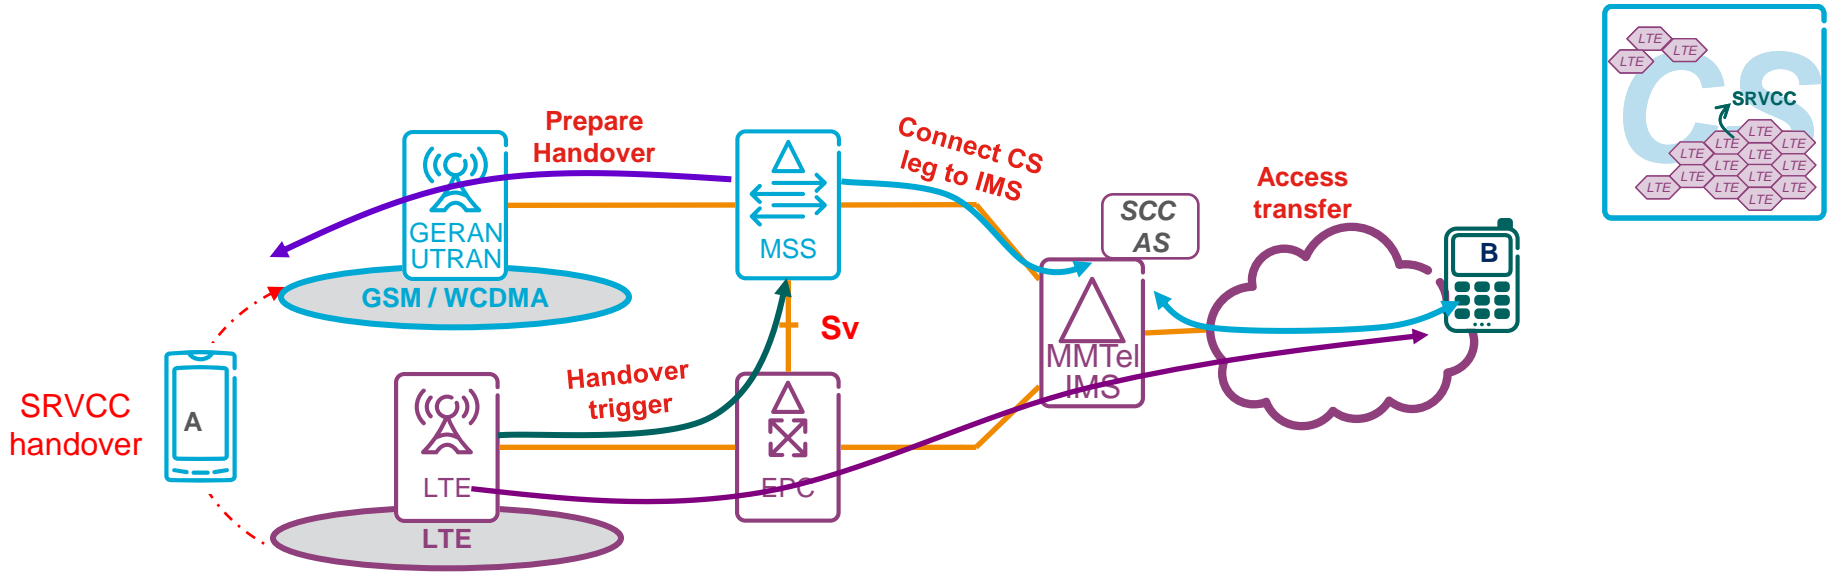 Prepare
Handover
Connect CS
leg to IMS
Access
transfer
SCC
AS
GERAN
UTRAN
MSS
GSM / WCDMA
Sv
B
MMTel
IMS
Handover
trigger
SRVCC
handover
A
LTE
EPC
LTE
CS
LTE
LTE
LTE
SRVCC
LTE
LTE
LTE
LTE
LTE
LTE
LTE
LTE
LTE
LTE
LTE
LTE